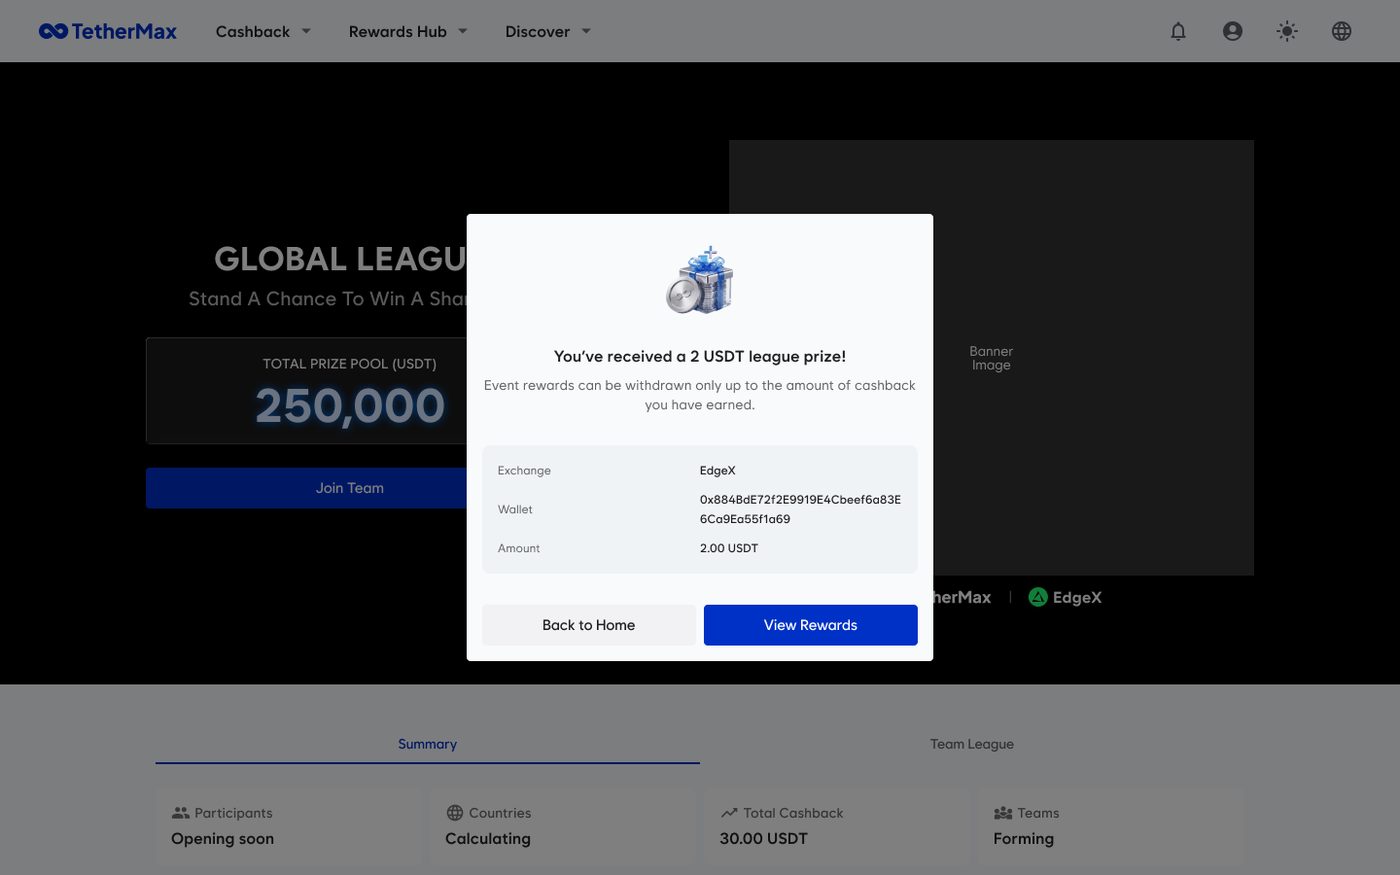 TetherMax
Cashback
Rewards Hub
Discover
GLOBAL LEAGU
Stand A Chance To Win A Shar
TOTAL PRIZE POOL (USDT)
250,000
Join Team
Banner
Image
herMax
EdgeX
You've received a 2 USDT league prize!
Event rewards can be withdrawn only up to the amount of cashback
you have earned.
Exchange EdgeX
Wallet 0x884BdE72f2E9919E4Cbeef6a83E
6Ca9Ea55f1a69
Amount 2.00 USDT
Back to Home
View Rewards
Summary
Team League
Participants
Opening soon
Countries
Calculating
Total Cashback
30.00 USDT
Teams
Forming